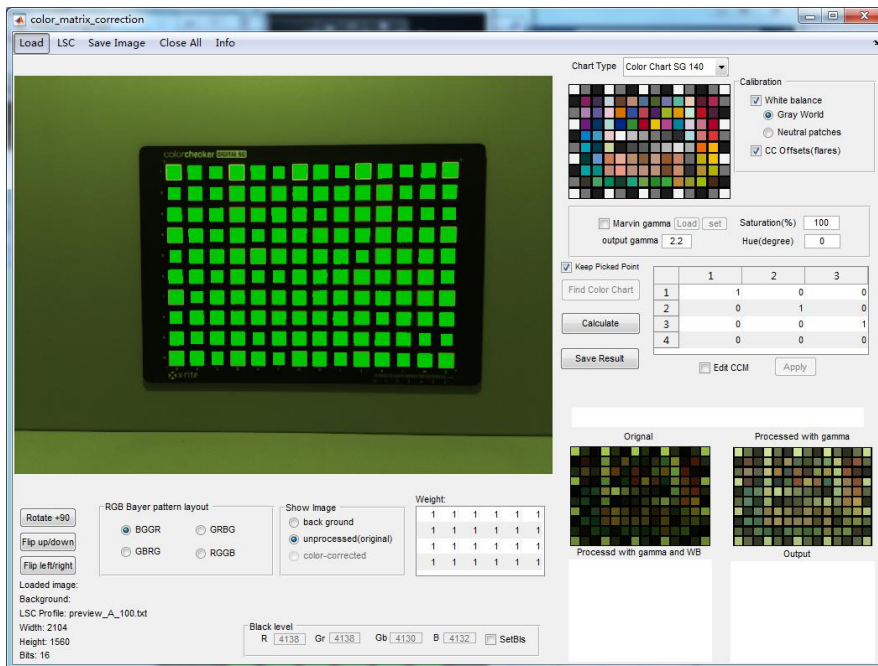 color_matrix_correction
Load LSC Save Image Close All Info
Chart Type Color Chart SG 140
Calibration
White balance
Gray World
Neutral patches
CC Offsets(flares)
colorchecker DIGITAL SG
x-rite
Marvin gamma Load set Saturation(%) 100
output gamma 2.2 Hue(degree) 0
Keep Picked Point
Find Color Chart
Calculate
Save Result
1 2 3
1 1 0 0
2 0 1 0
3 0 0 1
4 0 0 0
Edit CCM Apply
Orignal Processed with gamma
Processd with gamma and WB Output
Rotate +90
Flip up/down
Flip left/right
RGB Bayer pattern layout
BGGR GRBG
GBRG RGGB
Show Image
back ground
unprocessed(original)
color-corrected
Weight:
1 1 1 1 1 1
1 1 1 1 1 1
1 1 1 1 1 1
1 1 1 1 1 1
Loaded image:
Background:
LSC Profile: preview_A_100.txt
Width: 2104
Height: 1560
Bits: 16
Black level
R 4138 Gr 4138 Gb 4130 B 4132 SetBls